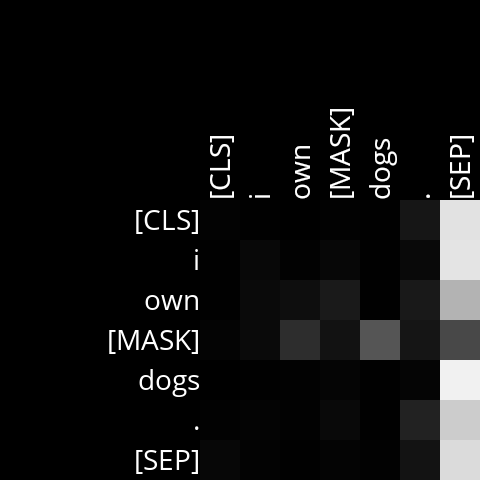 [CLS] i own [MASK] dogs . [SEP]
[CLS]
i
own
[MASK]
dogs
.
[SEP]